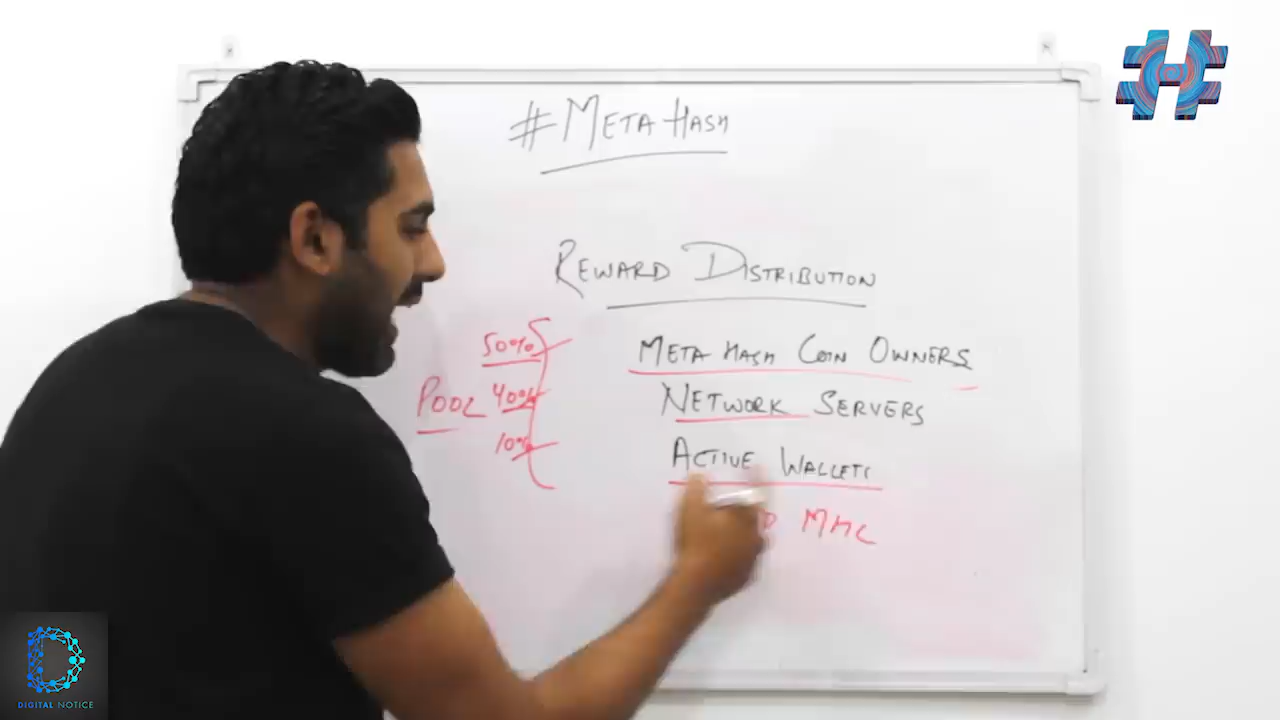 #META HASH
REWARD DISTRIBUTION
50% META HASH COIN OWNERS
POOL 40% NETWORK SERVERS
10% ACTIVE WALLETS
MHC
DIGITAL NOTICE